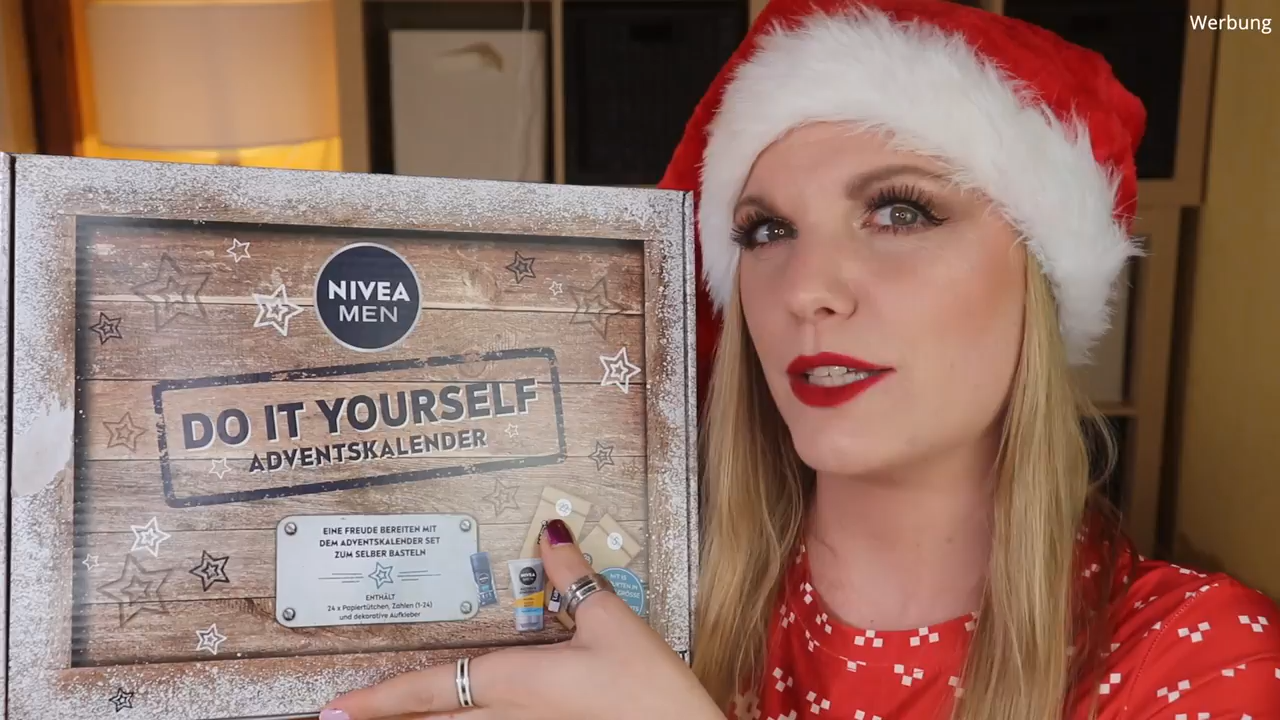 Werbung
NIVEA
MEN
DO IT YOURSELF
ADVENTSKALENDER
EINE FREUDE BEREITEN MIT
DEM ADVENTSKALENDER SET
ZUM SELBER BASTELN
ENTHÄLT
24 x Papiertütchen, Zahlen (1-24)
und dekorative Aufkleber
NIVEA